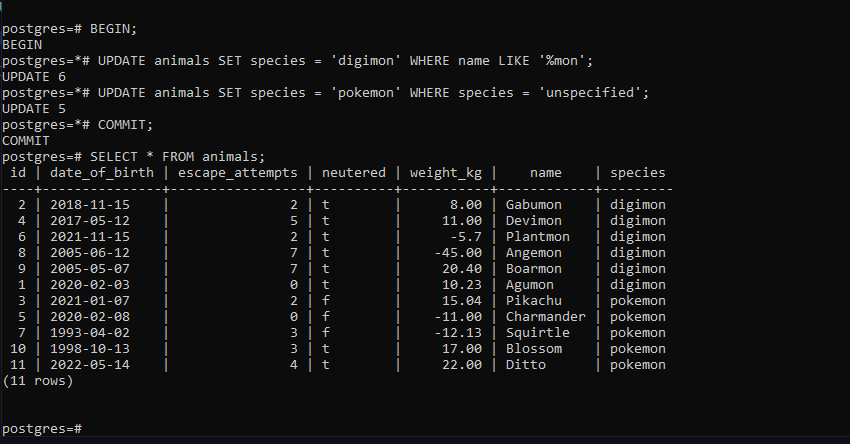 postgres=# BEGIN;
BEGIN
postgres=*# UPDATE animals SET species = 'digimon' WHERE name LIKE '%mon';
UPDATE 6
postgres=*# UPDATE animals SET species = 'pokemon' WHERE species = 'unspecified';
UPDATE 5
postgres=*# COMMIT;
COMMIT
postgres=# SELECT * FROM animals;
 id | date_of_birth | escape_attempts | neutered | weight_kg |    name    | species
----+---------------+-----------------+----------+-----------+------------+---------
  2 | 2018-11-15    |               2 | t        |      8.00 | Gabumon    | digimon
  4 | 2017-05-12    |               5 | t        |     11.00 | Devimon    | digimon
  6 | 2021-11-15    |               2 | t        |      -5.7 | Plantmon   | digimon
  8 | 2005-06-12    |               7 | t        |    -45.00 | Angemon    | digimon
  9 | 2005-05-07    |               7 | t        |     20.40 | Boarmon    | digimon
  1 | 2020-02-03    |               0 | t        |     10.23 | Agumon     | digimon
  3 | 2021-01-07    |               2 | f        |     15.04 | Pikachu    | pokemon
  5 | 2020-02-08    |               0 | f        |    -11.00 | Charmander | pokemon
  7 | 1993-04-02    |               3 | f        |    -12.13 | Squirtle   | pokemon
 10 | 1998-10-13    |               3 | t        |     17.00 | Blossom    | pokemon
 11 | 2022-05-14    |               4 | t        |     22.00 | Ditto      | pokemon
(11 rows)
postgres=#